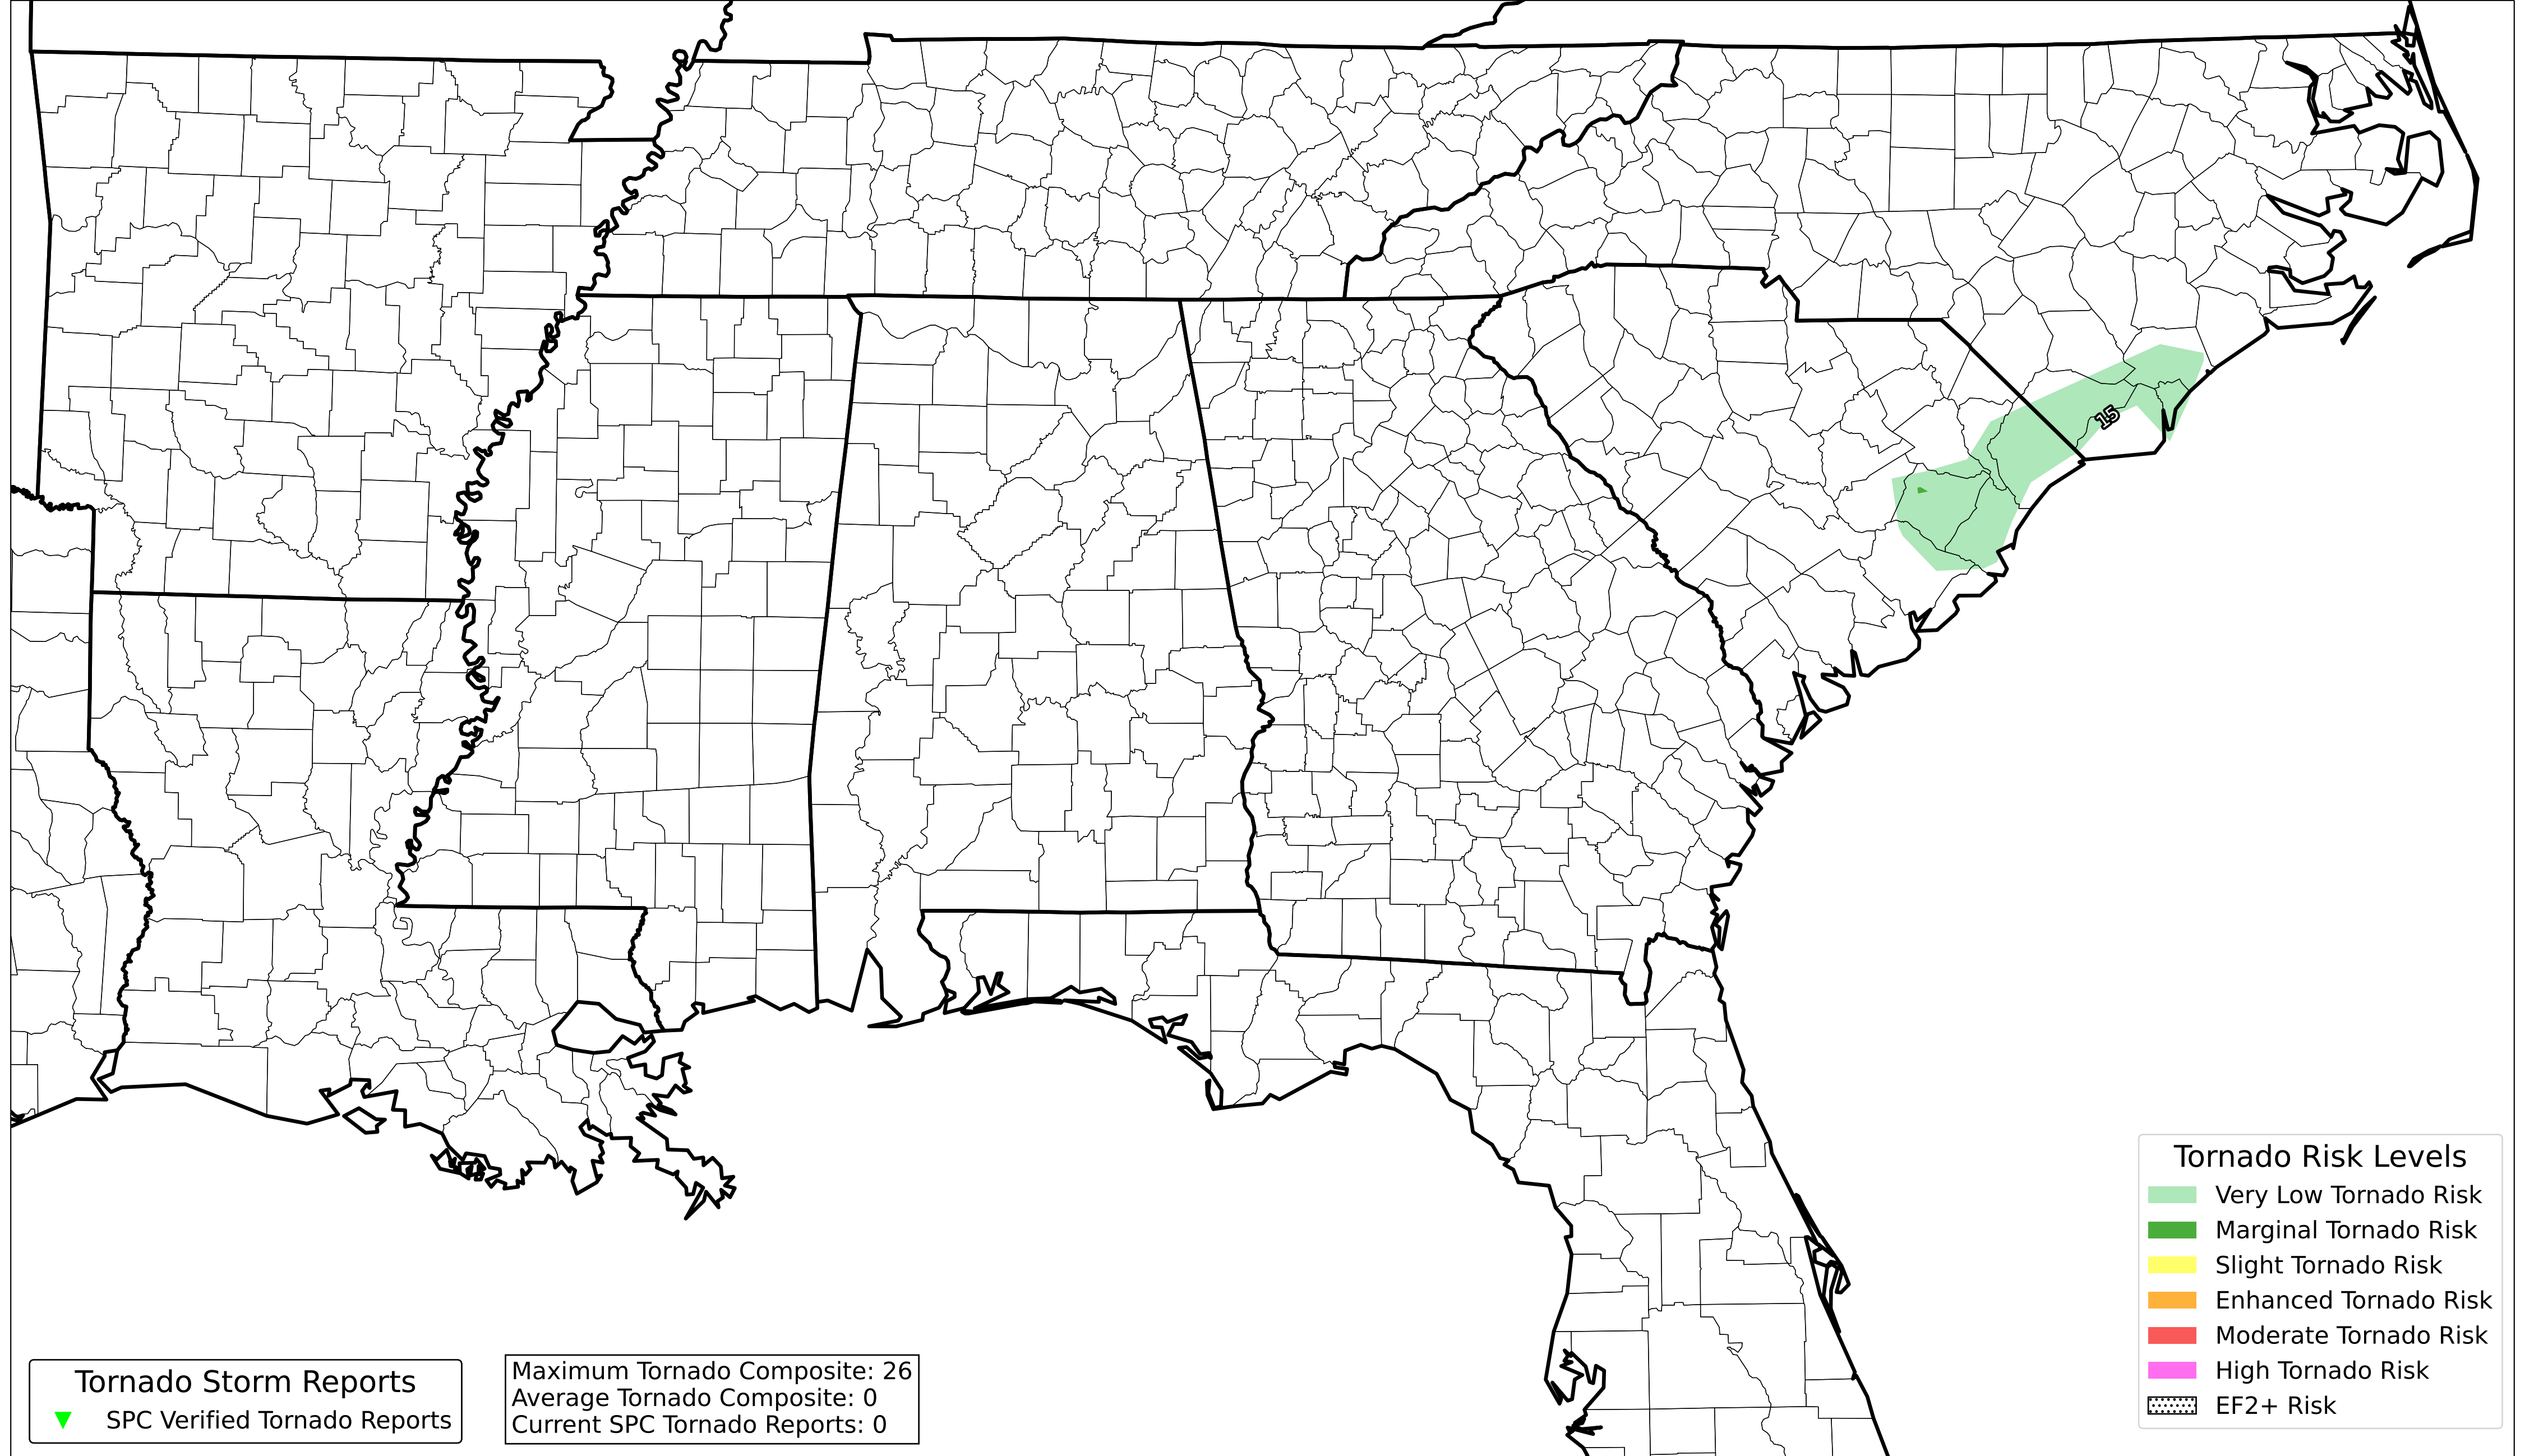 15
Tornado Risk Levels
Very Low Tornado Risk
Marginal Tornado Risk
Slight Tornado Risk
Enhanced Tornado Risk
Moderate Tornado Risk
High Tornado Risk
EF2+ Risk
Tornado Storm Reports
SPC Verified Tornado Reports
Maximum Tornado Composite: 26
Average Tornado Composite: 0
Current SPC Tornado Reports: 0